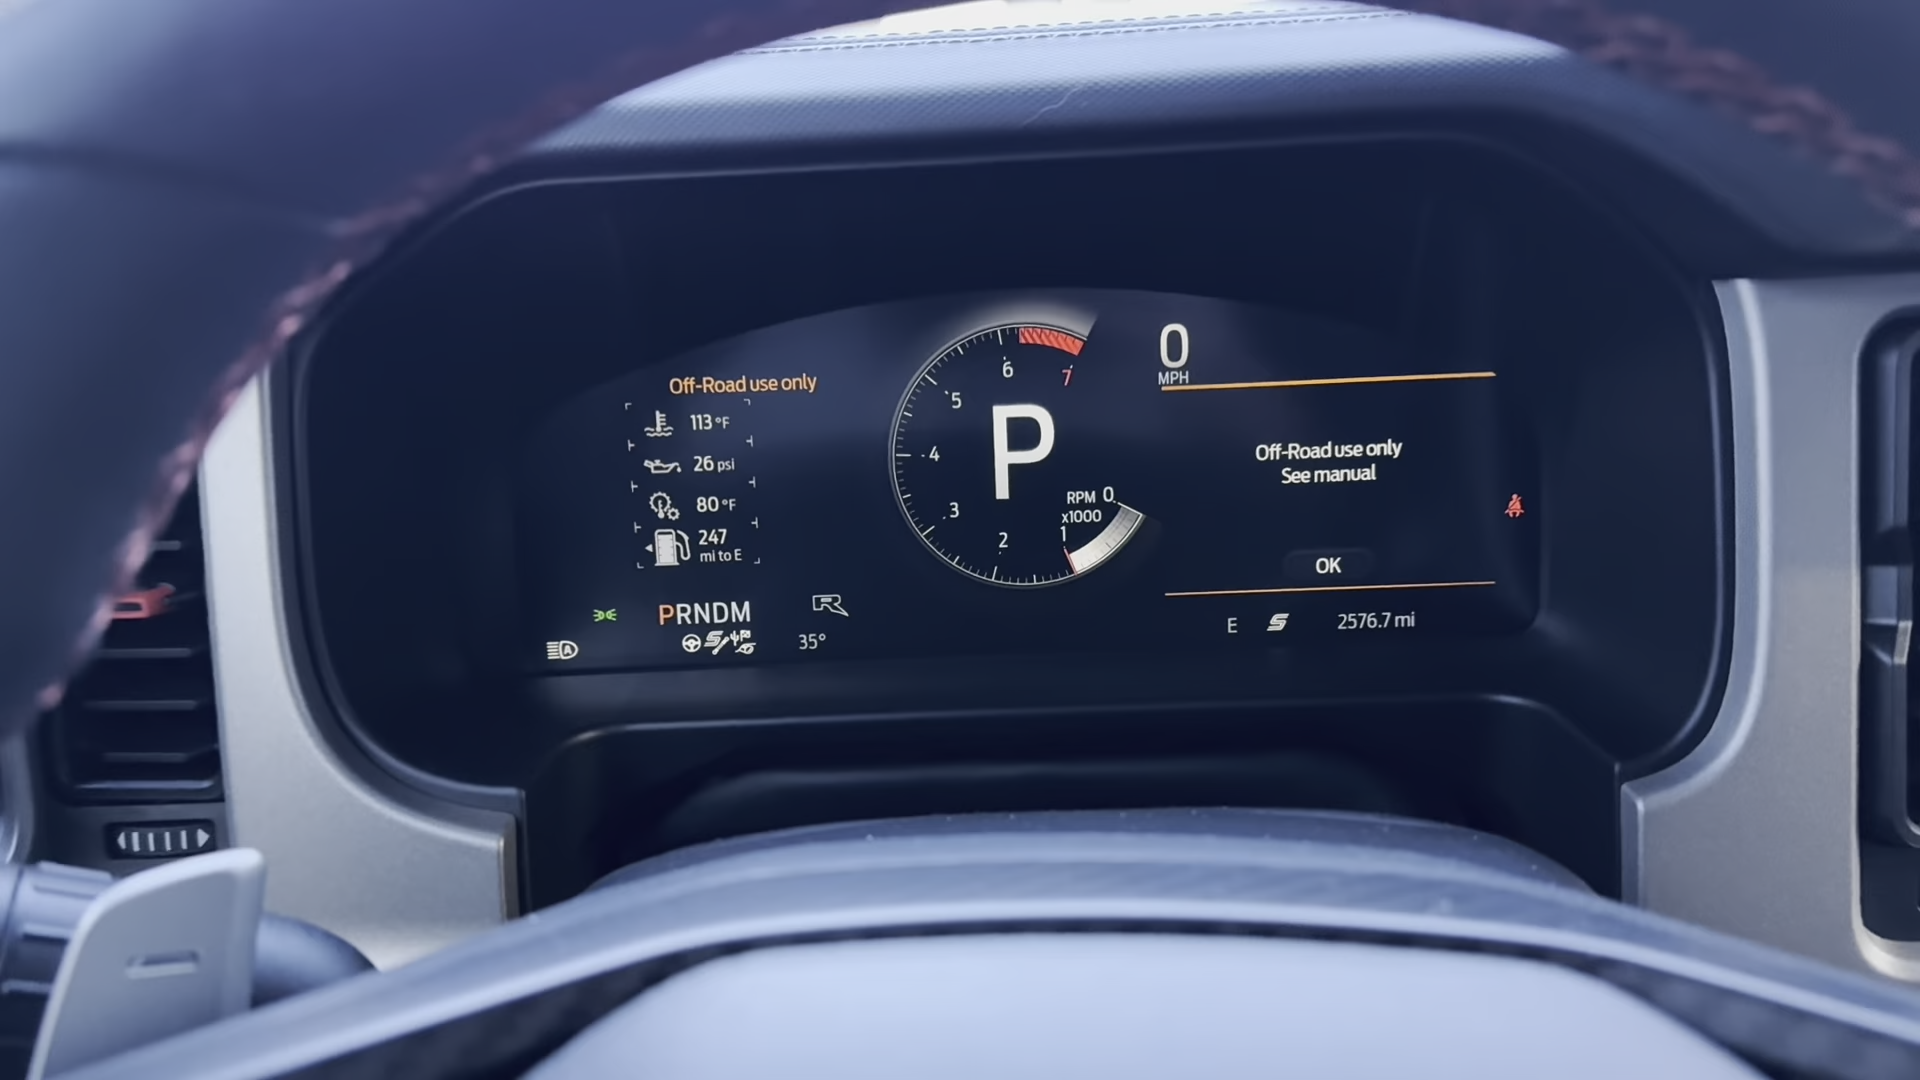 Off-Road use only
113 °F
26 psi
80 °F
247
mi to E
PRNDM
A
R
35°
7
6
5
4
3
2
1
0
RPM
x1000
P
0
MPH
Off-Road use only
See manual
OK
E S 2576.7 mi